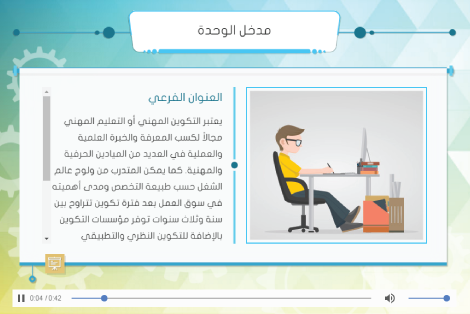 مدخل الوحدة
العنوان الفرعي
يعتبر التكوين المهني أو التعليم المهني
مجالاً لكسب المعرفة والخبرة العلمية
والعملية في العديد من الميادين الحرفية
والمهنية. كما يمكن المتدرب من ولوج عالم
الشغل حسب طبيعة التخصص ومدى أهميته
في سوق العمل بعد فترة تكوين تتراوح بين
سنة وثلاث سنوات توفر مؤسسات التكوين
بالإضافة للتكوين النظري والتطبيقي
0:04 / 0:42